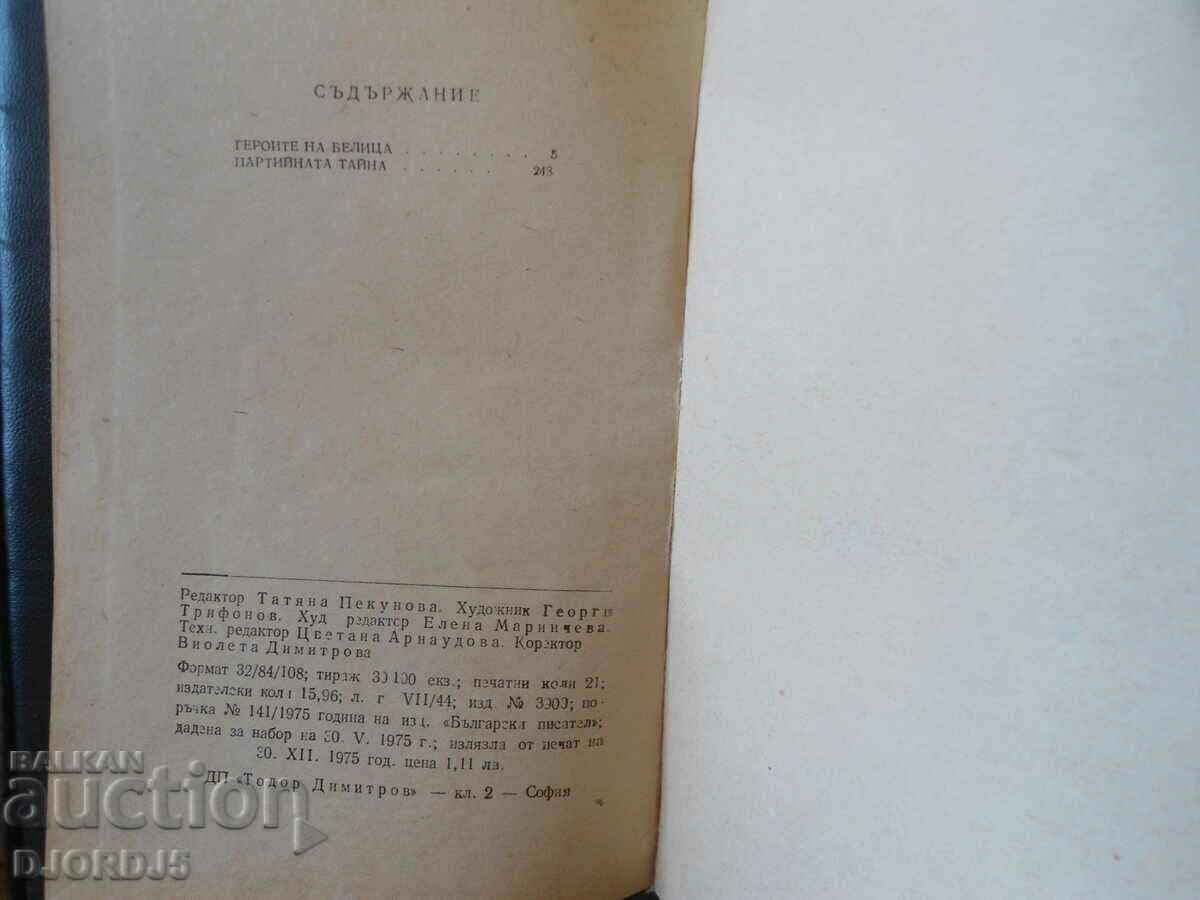 СЪДЪРЖАНИЕ
ГЕРОИТЕ НА БЕЛИЦА . . . . . . . . 5
ПАРТИЙНАТА ТАЙНА . . . . . . 243
Редактор Татяна Пекунова. Художник Георги
Трифонов. Худ редактор Елена Маринчева.
Техн. редактор Цветана Арнаудова. Коректор
Виолета Димитрова
Формат 32/84/108; тираж 30 100 екз.; печатни коли 21;
издателски коли 15,96; л. г VII/44; изд. № 3900; по-
ръчка № 141/1975 година на изд. «Български писател»;
дадена за набор на 30. V. 1975 г.; излязла от печат на
30. XII. 1975 год. цена 1,11 лв.
ДП «Тодор Димитров» — кл. 2 — София
BALKAN
auction
DJORDJ5